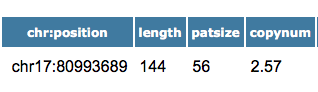 chr:position length patsize copynum
chr17:80993689 144 56 2.57